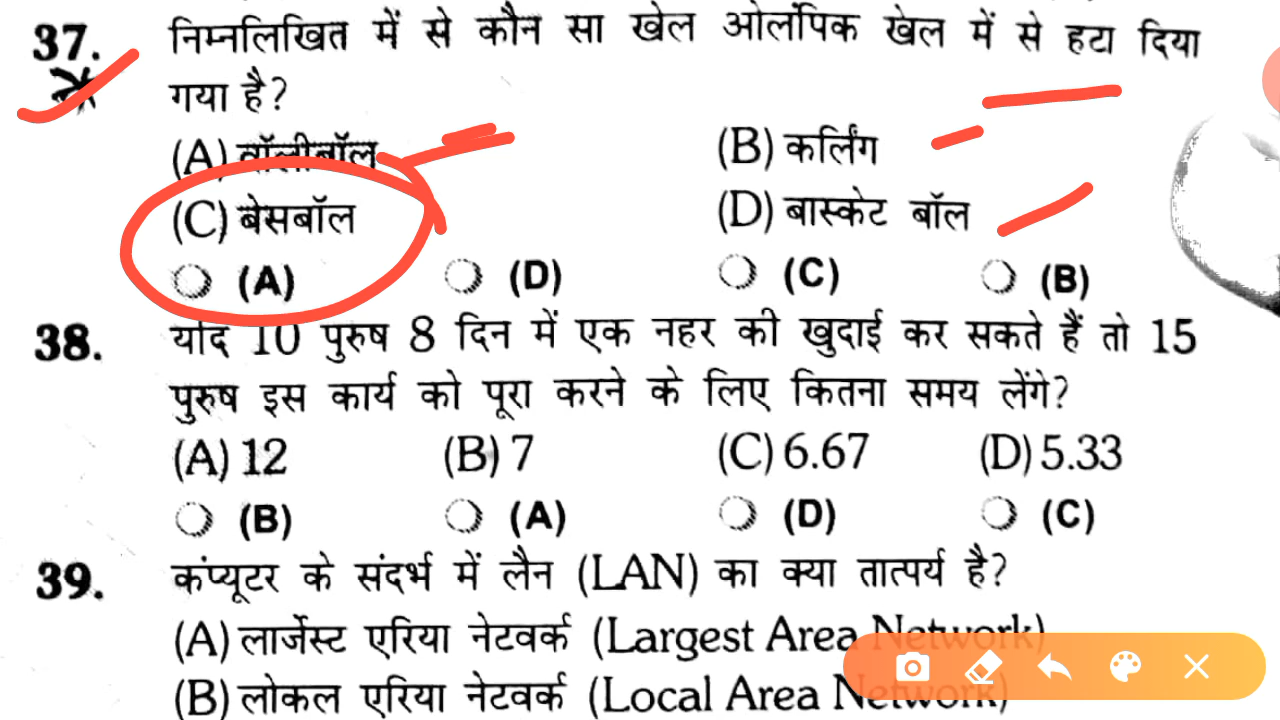 37. निम्नलिखित में से कौन सा खेल ओलंपिक खेल में से हटा दिया
गया है?
(A) वॉलीबॉल (B) कर्लिंग
(C) बेसबॉल (D) बास्केट बॉल
(A) (D) (C) (B)
38. यदि 10 पुरुष 8 दिन में एक नहर की खुदाई कर सकते हैं तो 15
पुरुष इस कार्य को पूरा करने के लिए कितना समय लेंगे?
(A) 12 (B) 7 (C) 6.67 (D) 5.33
(B) (A) (D) (C)
39. कंप्यूटर के संदर्भ में लैन (LAN) का क्या तात्पर्य है?
(A) लार्जेस्ट एरिया नेटवर्क (Largest Area Network)
(B) लोकल एरिया नेटवर्क (Local Area Network)